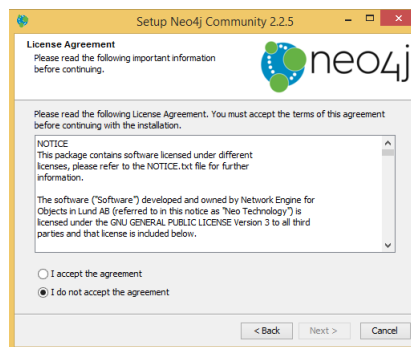 Setup Neo4j Community 2.2.5
License Agreement
Please read the following important information
before continuing.
neo4j
Please read the following License Agreement. You must accept the terms of this agreement
before continuing with the installation.
NOTICE
This package contains software licensed under different
licenses, please refer to the NOTICE.txt file for further
information.
The software ("Software") developed and owned by Network Engine for
Objects in Lund AB (referred to in this notice as "Neo Technology") is
licensed under the GNU GENERAL PUBLIC LICENSE Version 3 to all third
parties and that license is included below.
I accept the agreement
I do not accept the agreement
< Back
Next >
Cancel